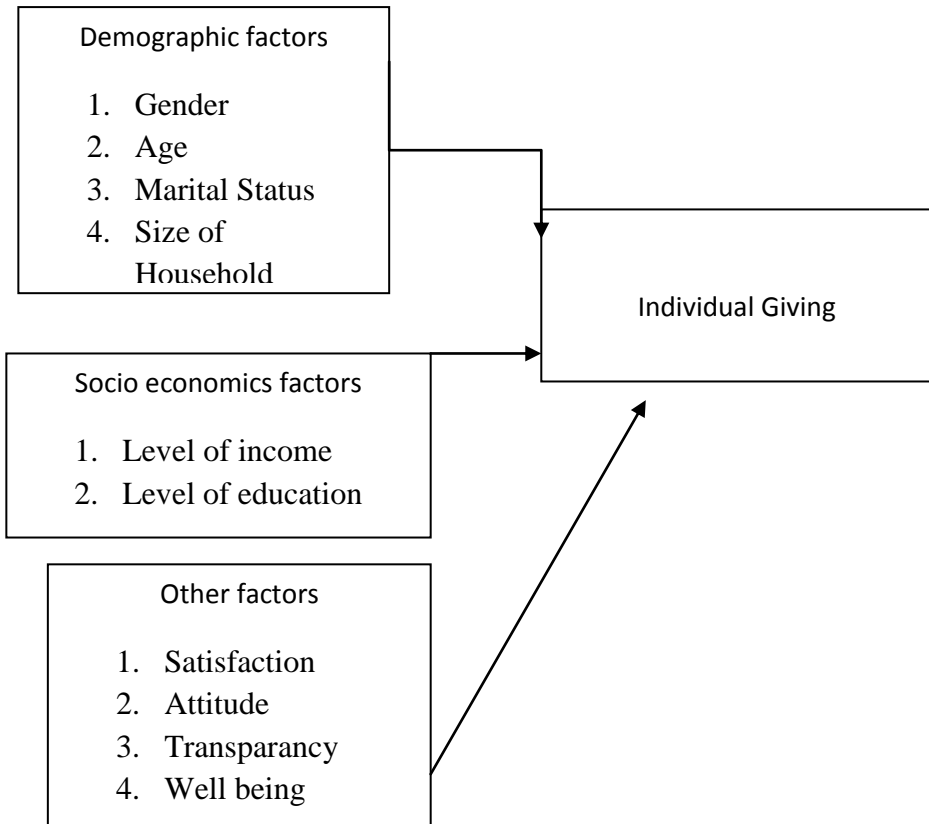 Demographic factors
1. Gender
2. Age
3. Marital Status
4. Size of
Household
Individual Giving
Socio economics factors
1. Level of income
2. Level of education
Other factors
1. Satisfaction
2. Attitude
3. Transparancy
4. Well being